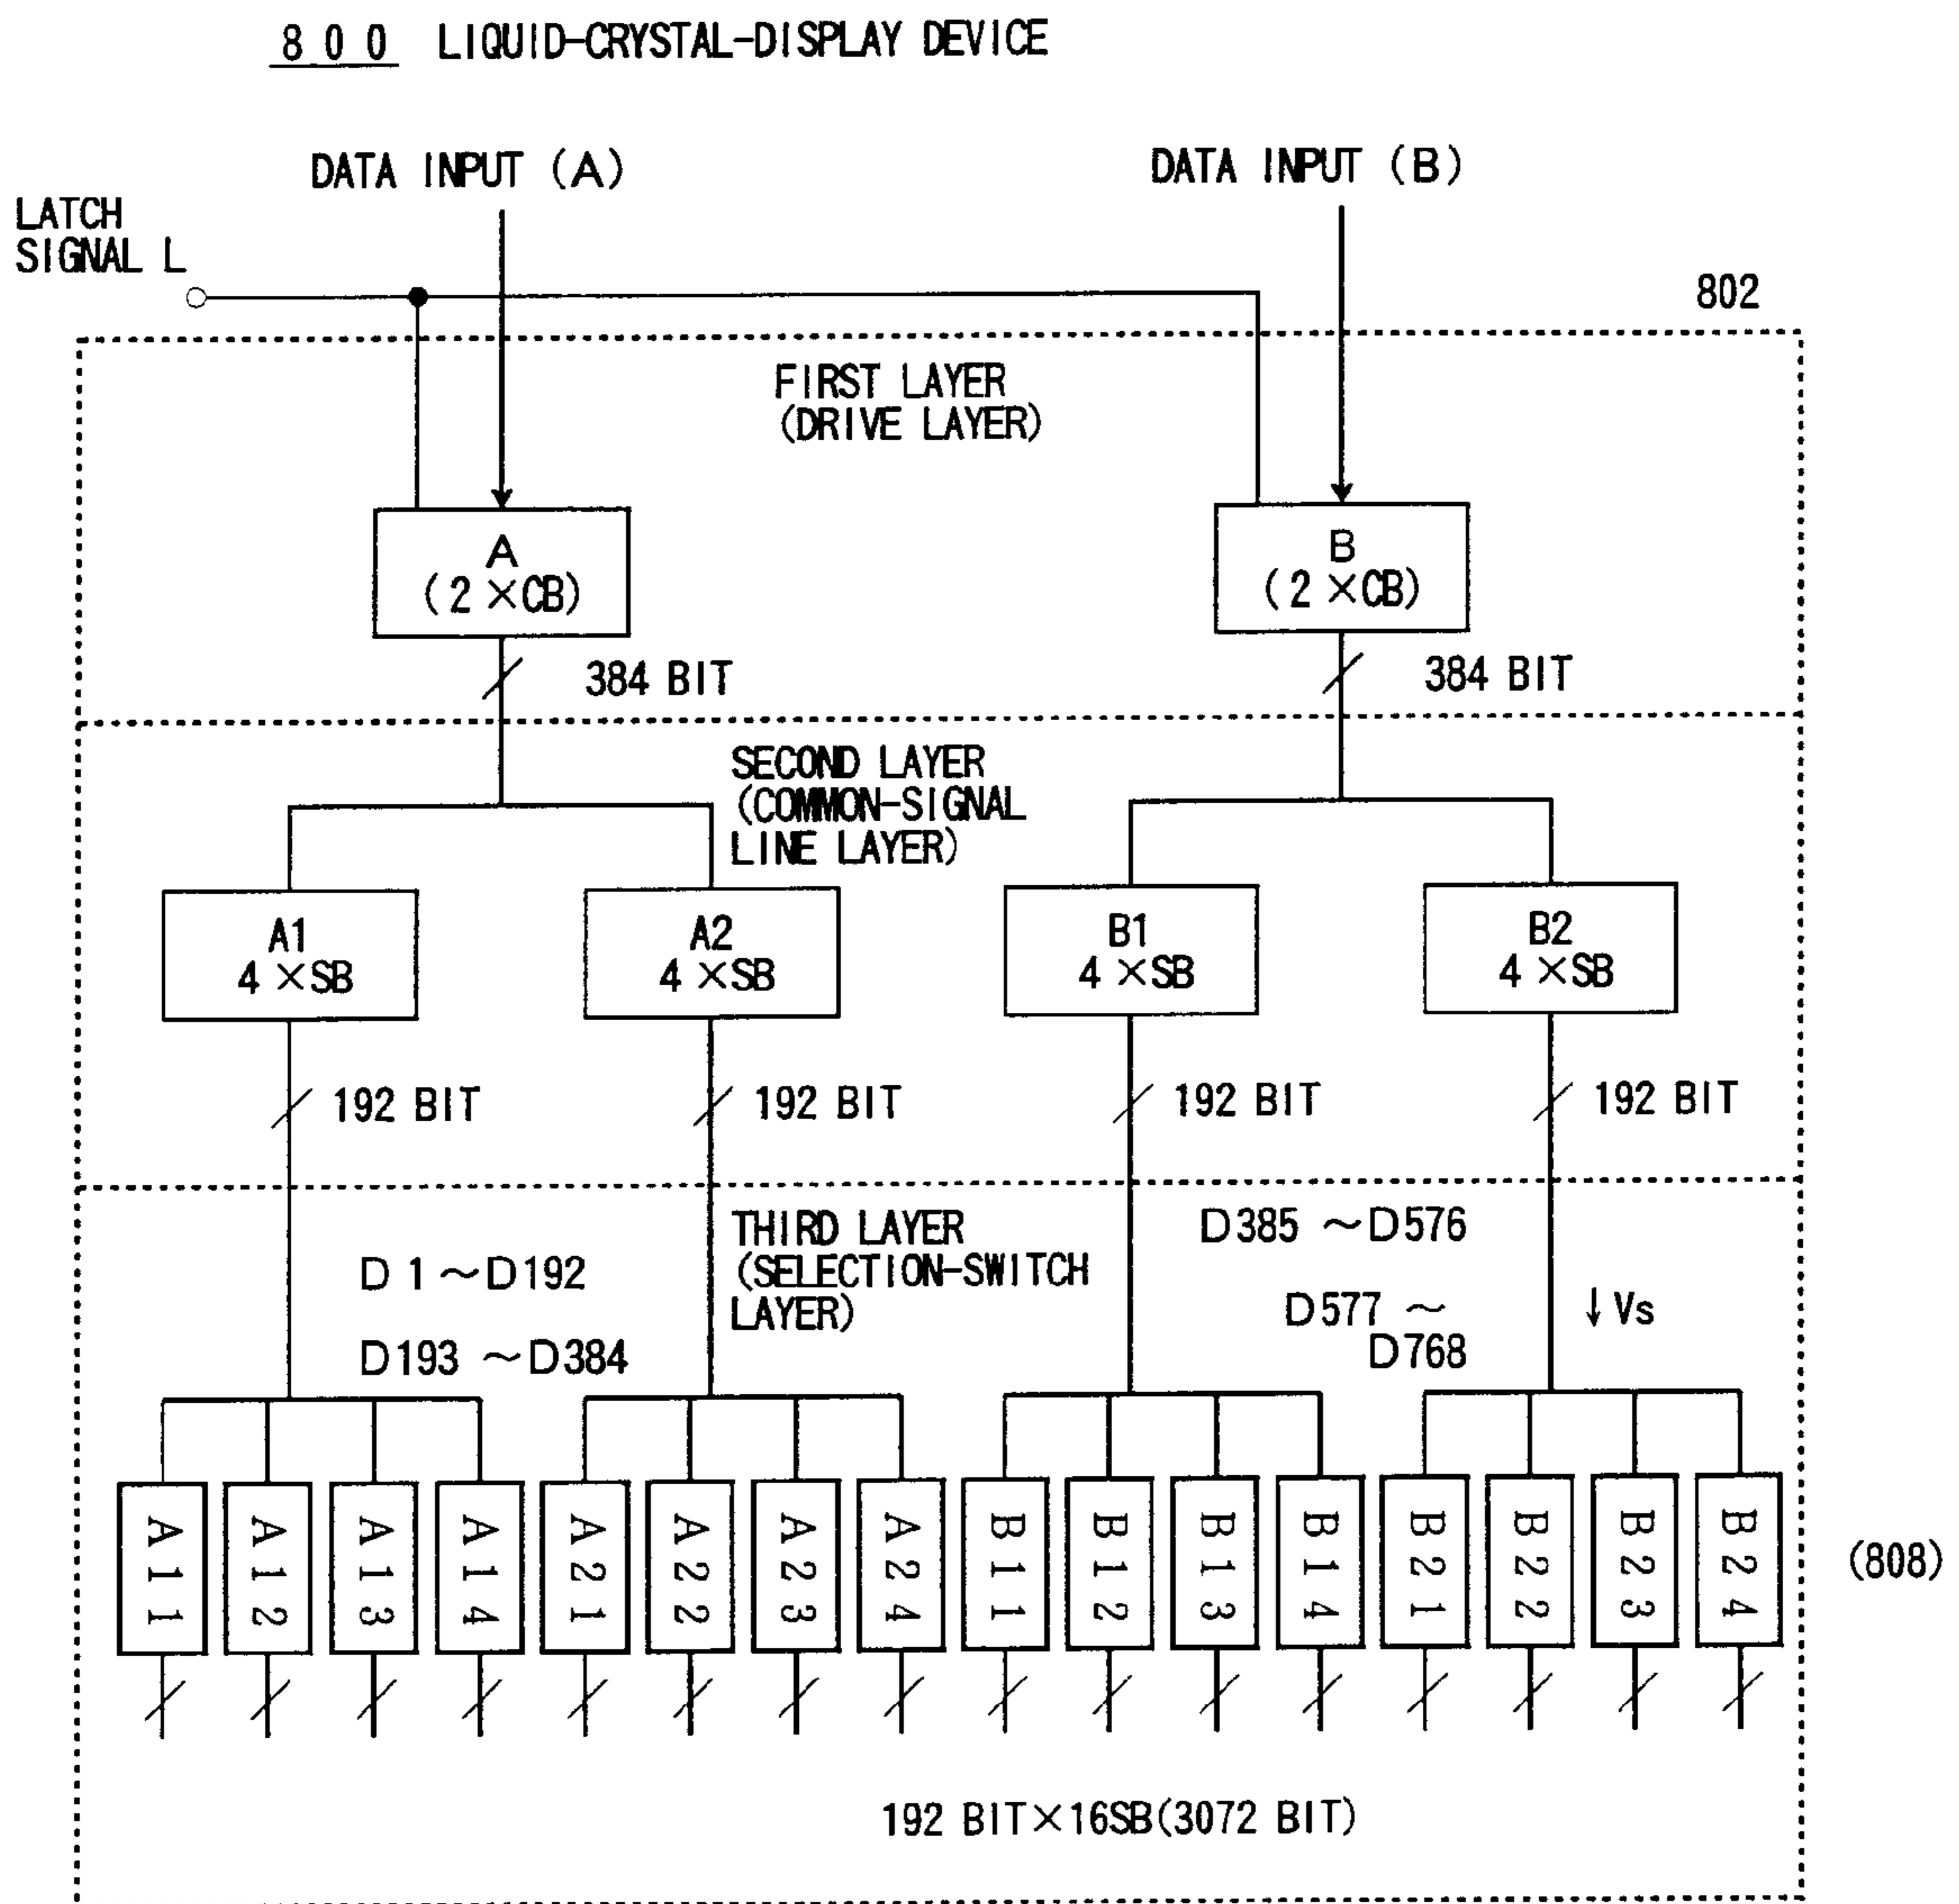 800 LIQUID-CRYSTAL-DISPLAY DEVICE
DATA INPUT (A)
DATA INPUT (B)
LATCH
SIGNAL L
802
FIRST LAYER
(DRIVE LAYER)
A
(2 ×CB)
B
(2 ×CB)
384 BIT
384 BIT
SECOND LAYER
(COMMON-SIGNAL
LINE LAYER)
A1
4 ×SB
A2
4 ×SB
B1
4 ×SB
B2
4 ×SB
192 BIT
192 BIT
192 BIT
192 BIT
THIRD LAYER
(SELECTION-SWITCH
LAYER)
D1 ~D192
D193 ~D384
D385 ~D576
D577 ~
D768
↓Vs
A11
A12
A13
A14
A21
A22
A23
A24
B11
B12
B13
B14
B21
B22
B23
B24
(808)
192 BIT×16SB(3072 BIT)